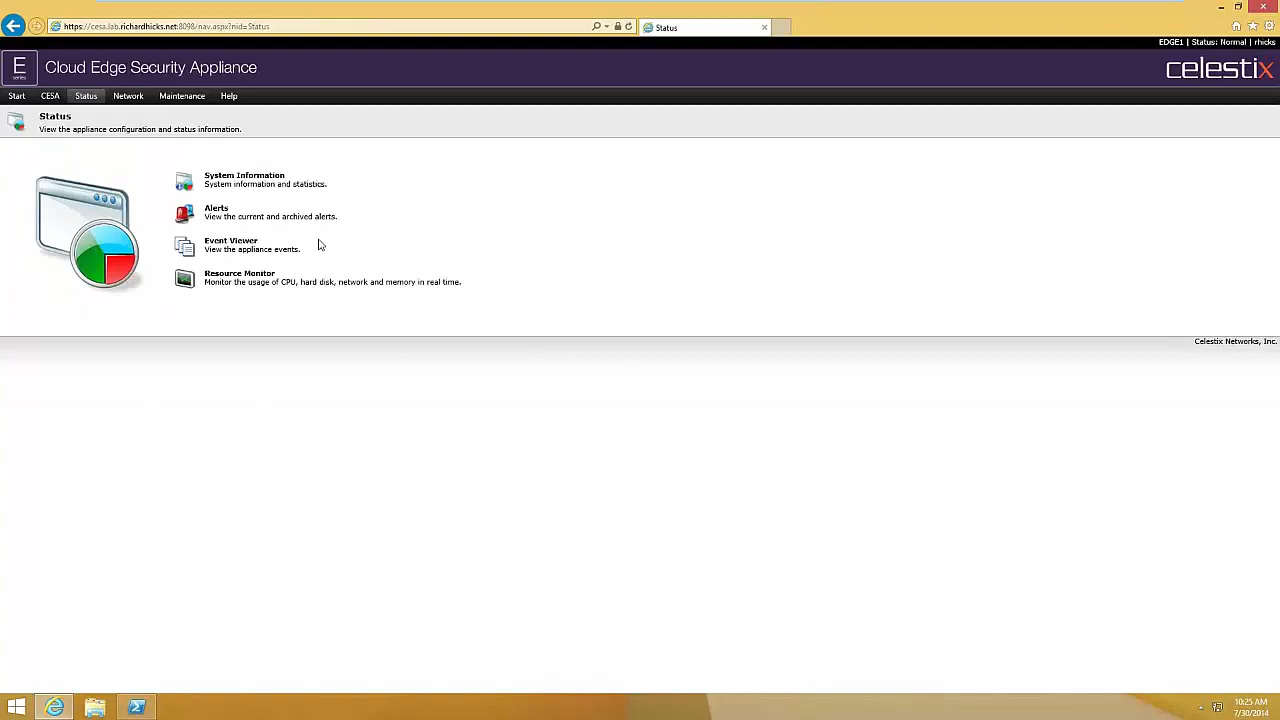 https://cesa.lab.richardhicks.net:8098/nav.aspx?nid=Status
Status
EDGE1 | Status: Normal | rhicks
E
series
Cloud Edge Security Appliance
celestix
Start CESA Status Network Maintenance Help
Status
View the appliance configuration and status information.
System Information
System information and statistics.
Alerts
View the current and archived alerts.
Event Viewer
View the appliance events.
Resource Monitor
Monitor the usage of CPU, hard disk, network and memory in real time.
Celestix Networks, Inc.
10:25 AM
7/30/2014